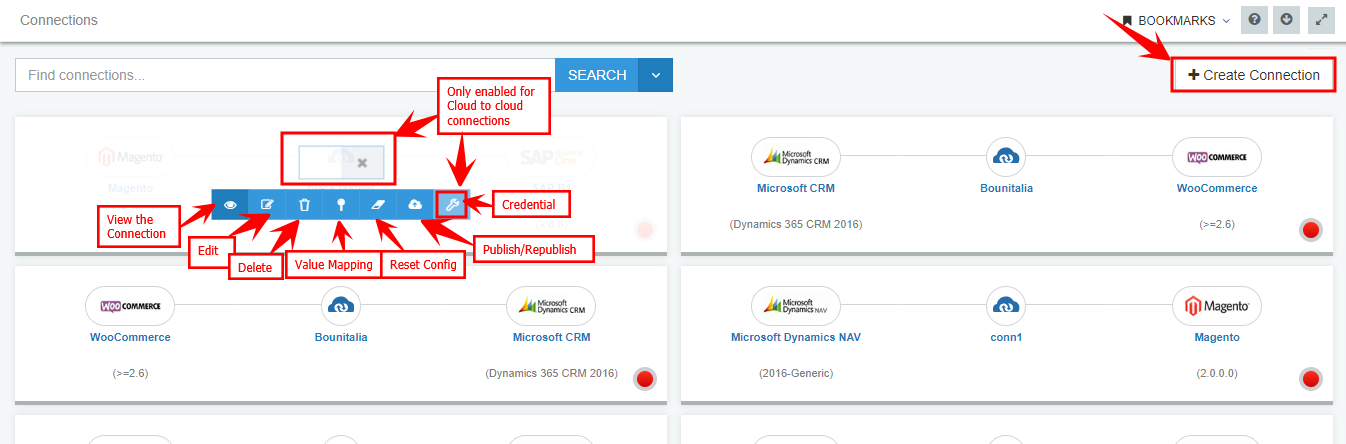 Connections
BOOKMARKS
Find connections...
SEARCH
Create Connection
Only enabled for
Cloud to cloud
connections
Magento
SAP
One
Magento
View the
Connection
Edit
Delete
Value Mapping
Reset Config
Publish/Republish
Credential
Microsoft
Dynamics CRM
WOO COMMERCE
Microsoft CRM
Bounitalia
WooCommerce
(Dynamics 365 CRM 2016)
(>=2.6)
WOO COMMERCE
Microsoft
Dynamics CRM
WooCommerce
Bounitalia
Microsoft CRM
(>=2.6)
(Dynamics 365 CRM 2016)
Microsoft
Dynamics NAV
Magento
Microsoft Dynamics NAV
conn1
Magento
(2016-Generic)
(2.0.0.0)